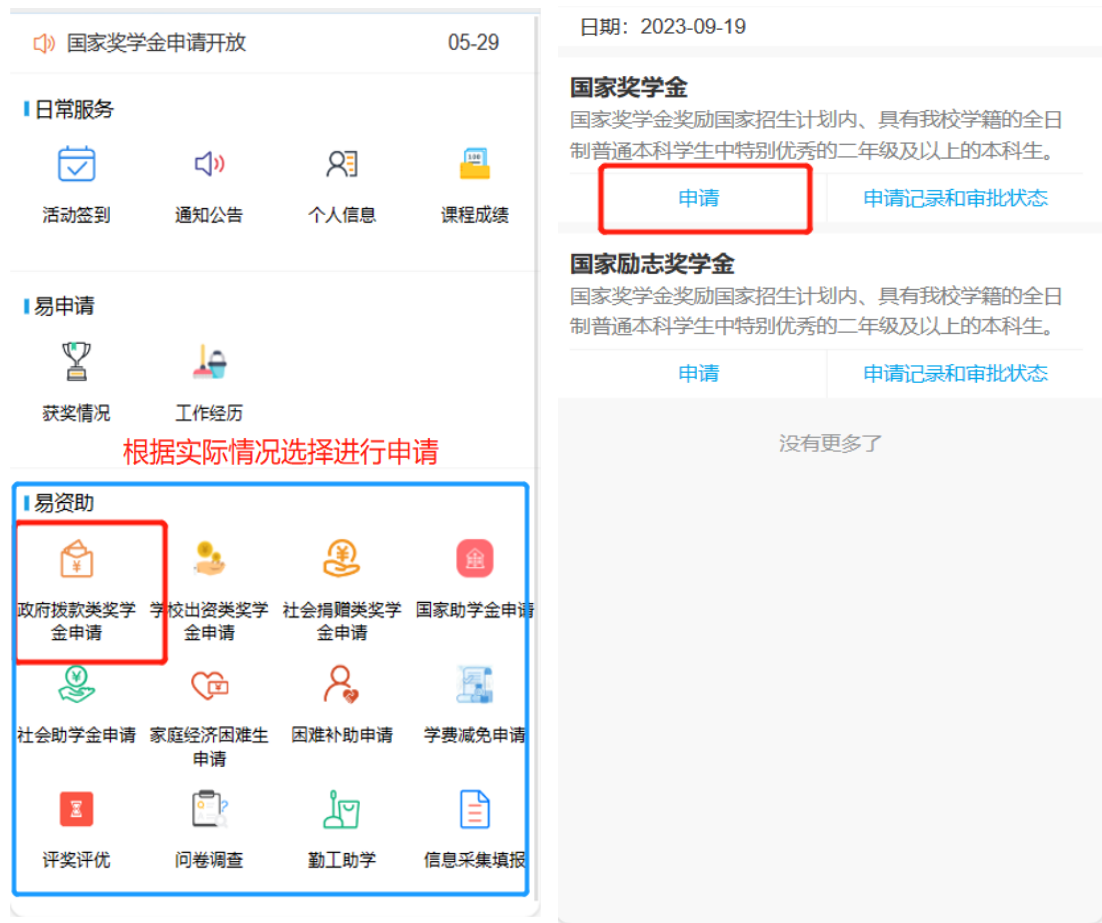 国家奖学金申请开放 05-29
日常服务
活动签到 通知公告 个人信息 课程成绩
易申请
获奖情况 工作经历
根据实际情况选择进行申请
易资助
政府拨款类奖学 学校出资类奖学 社会捐赠类奖学 国家助学金申请
金申请 金申请 金申请
社会助学金申请 家庭经济困难生 困难补助申请 学费减免申请
申请
评奖评优 问卷调查 勤工助学 信息采集填报
日期：2023-09-19
国家奖学金
国家奖学金奖励国家招生计划内、具有我校学籍的全日
制普通本科学生中特别优秀的二年级及以上的本科生。
申请 申请记录和审批状态
国家励志奖学金
国家奖学金奖励国家招生计划内、具有我校学籍的全日
制普通本科学生中特别优秀的二年级及以上的本科生。
申请 申请记录和审批状态
没有更多了